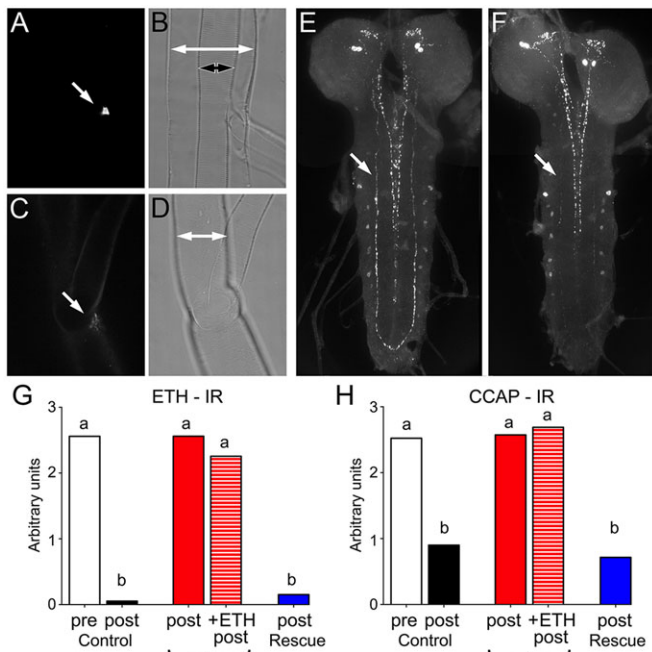 A B E F
C D
G ETH - IR H CCAP - IR
3 3
a a a a a a
2 2
Arbitrary units Arbitrary units
1 1
b b b b
0 0
pre post post +ETH post pre post post +ETH post
Control post Rescue Control post Rescue